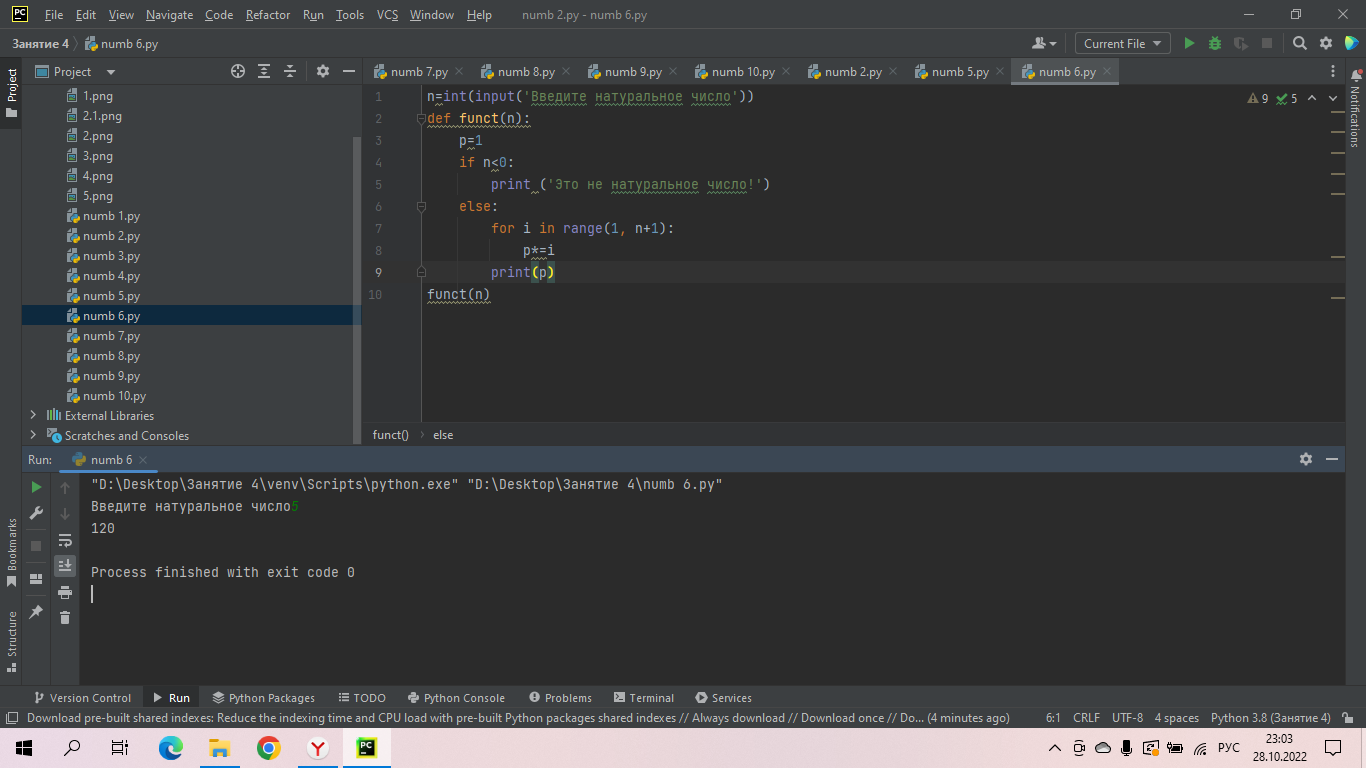 PC File Edit View Navigate Code Refactor Run Tools VCS Window Help numb 2.py - numb 6.py
Занятие 4 numb 6.py Current File
Project
Project
numb 7.py numb 8.py numb 9.py numb 10.py numb 2.py numb 5.py numb 6.py
Notifications
1.png
2.1.png
2.png
3.png
4.png
5.png
numb 1.py
numb 2.py
numb 3.py
numb 4.py
numb 5.py
numb 6.py
numb 7.py
numb 8.py
numb 9.py
numb 10.py
External Libraries
Scratches and Consoles
9 5
1 n=int(input('Введите натуральное число'))
2 def funct(n):
3 p=1
4 if n<0:
5 print ('Это не натуральное число!')
6 else:
7 for i in range(1, n+1):
8 p*=i
9 print(p)
10 funct(n)
funct() else
Run: numb 6
"D:\Desktop\Занятие 4\venv\Scripts\python.exe" "D:\Desktop\Занятие 4\numb 6.py"
Введите натуральное число5
120
Process finished with exit code 0
Bookmarks
Structure
Version Control Run Python Packages TODO Python Console Problems Terminal Services
Download pre-built shared indexes: Reduce the indexing time and CPU load with pre-built Python packages shared indexes // Always download // Download once // Do... (4 minutes ago) 6:1 CRLF UTF-8 4 spaces Python 3.8 (Занятие 4)
PC РУС 23:03
28.10.2022